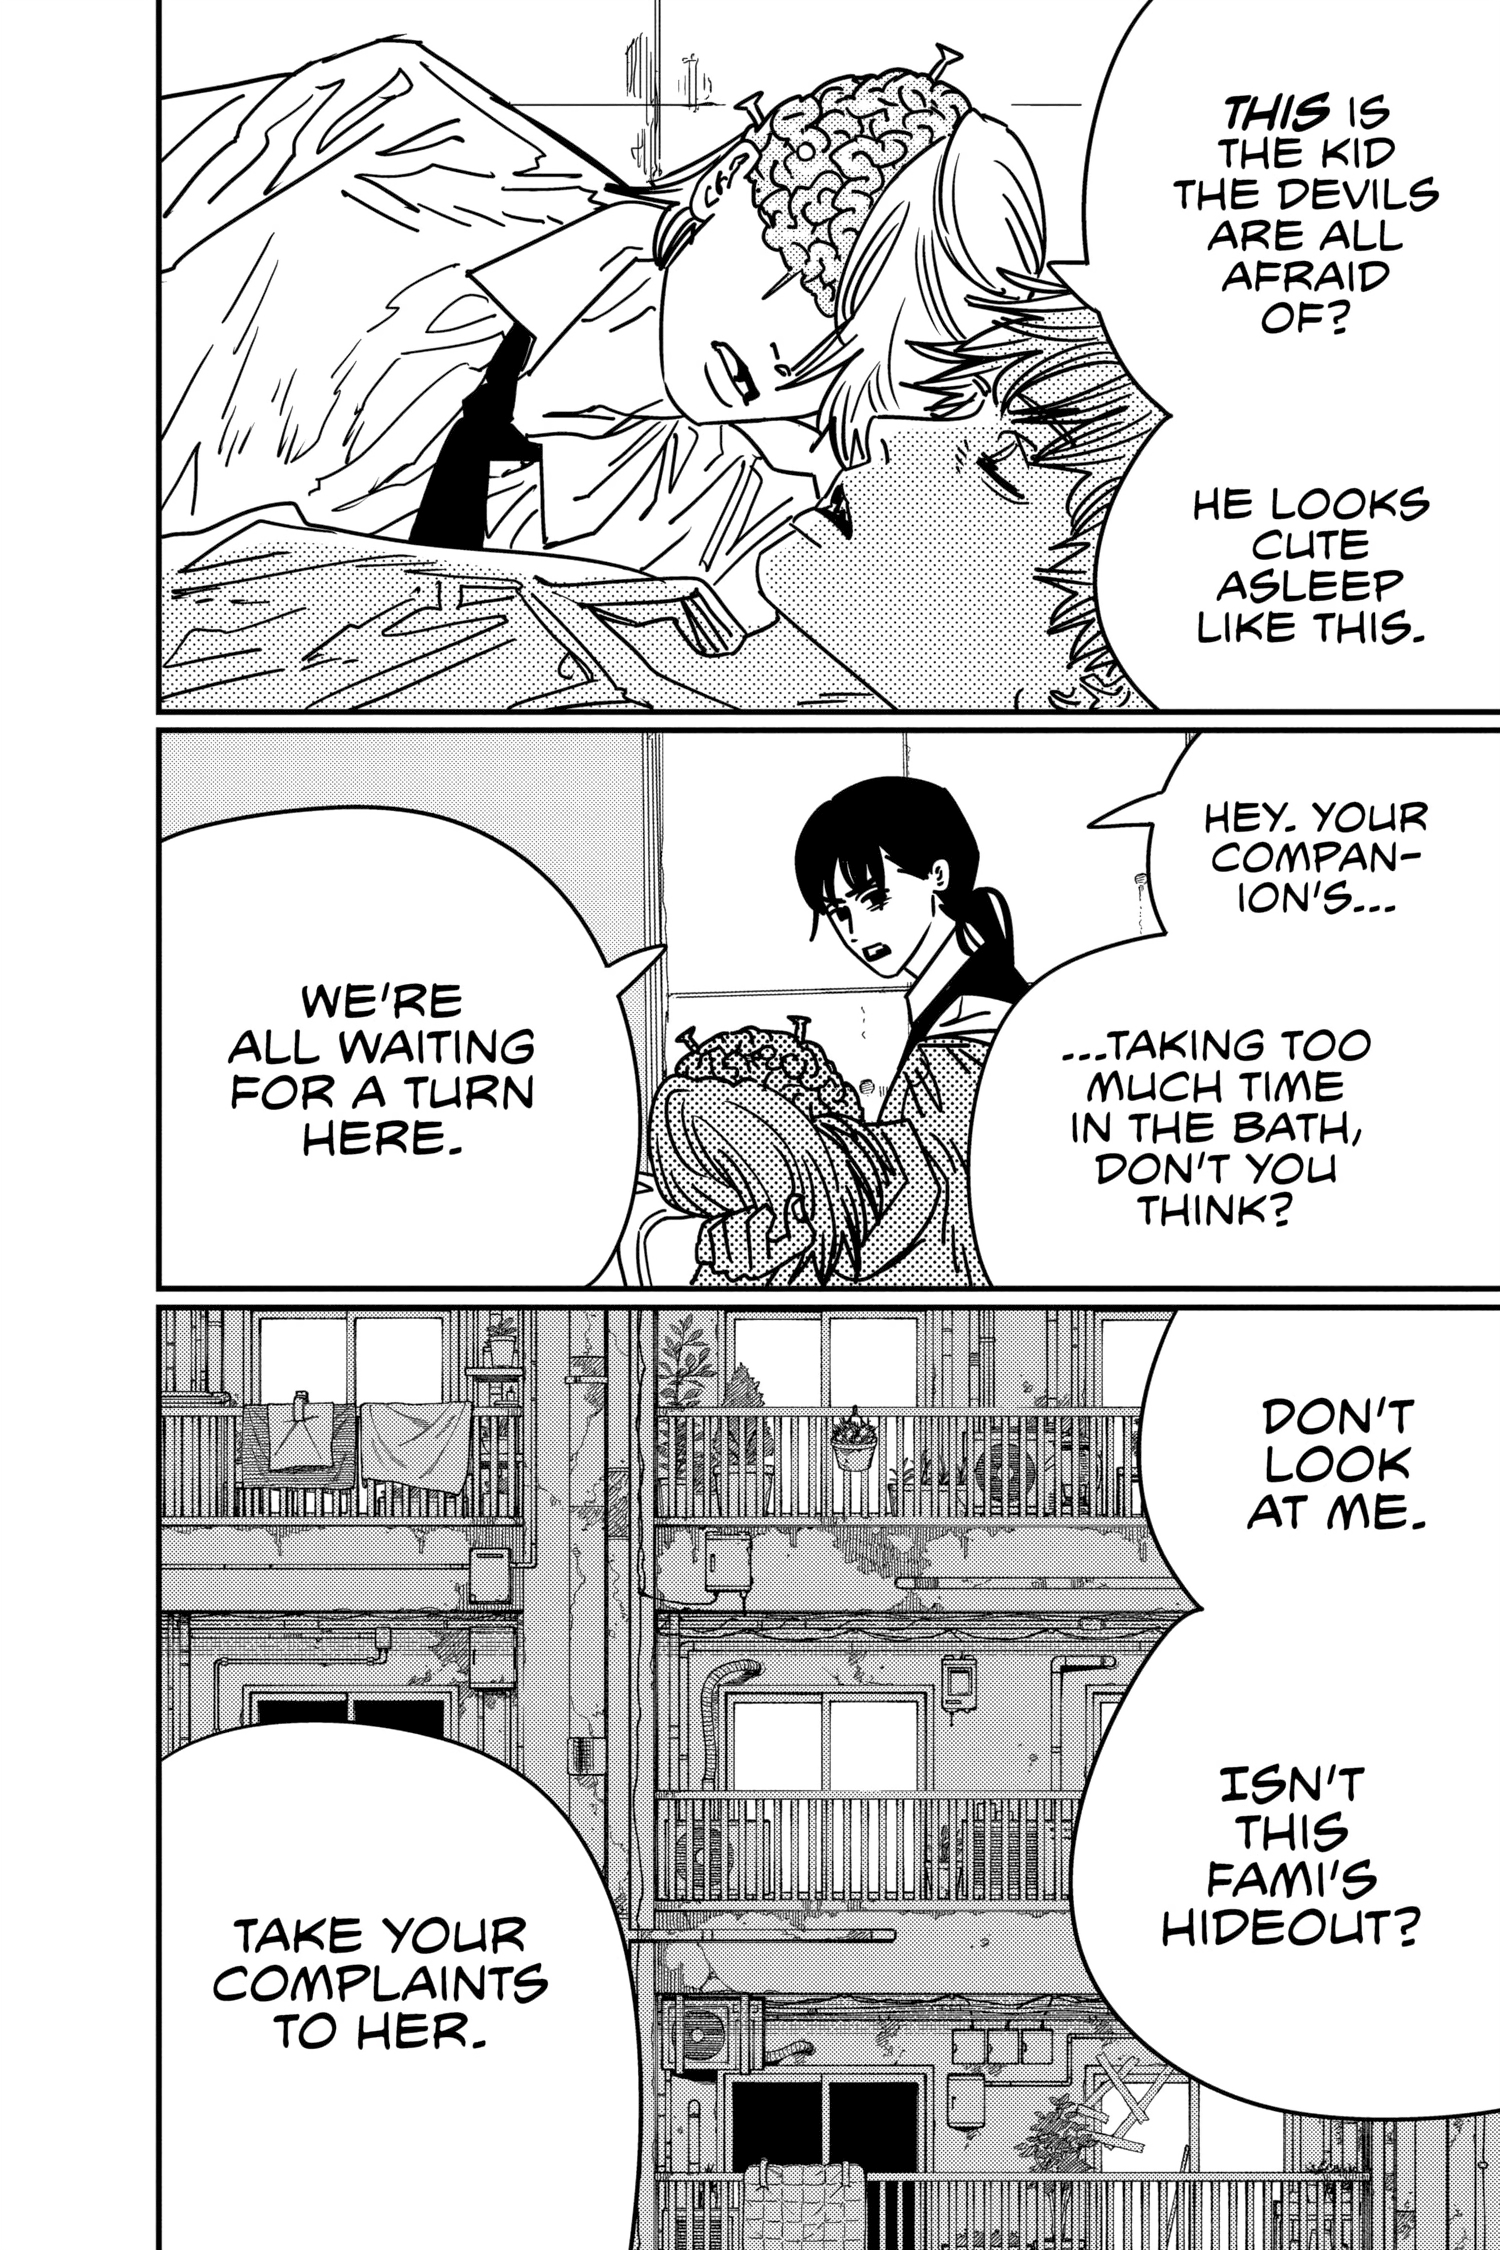 THIS IS
THE KID
THE DEVILS
ARE ALL
AFRAID
OF?
HE LOOKS
CUTE
ASLEEP
LIKE THIS.
HEY. YOUR
COMPAN-
ION'S...
...TAKING TOO
MUCH TIME
IN THE BATH,
DON'T YOU
THINK?
WE'RE
ALL WAITING
FOR A TURN
HERE.
DON'T
LOOK
AT ME.
ISN'T
THIS
FAMI'S
HIDEOUT?
TAKE YOUR
COMPLAINTS
TO HER.